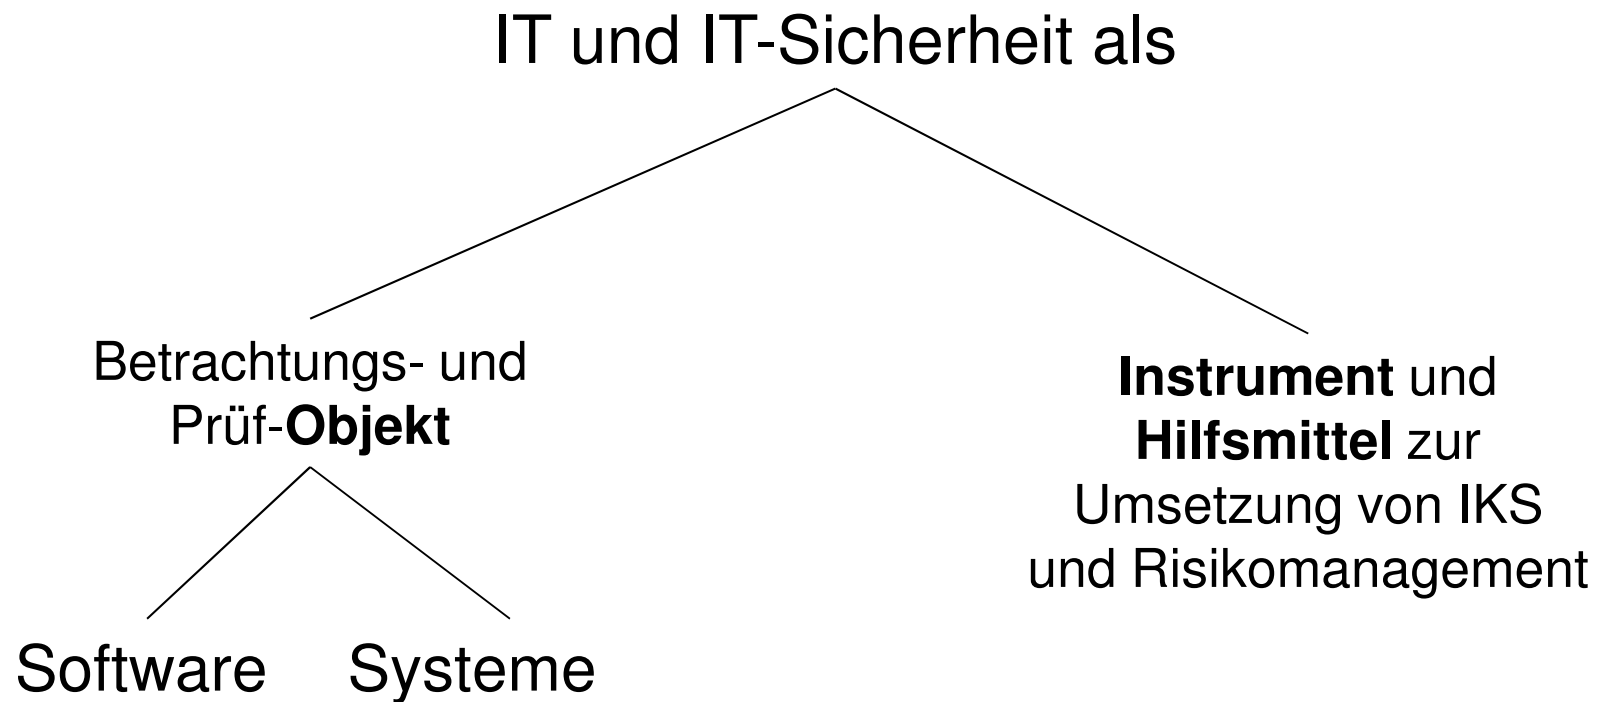 IT und IT-Sicherheit als
Betrachtungs- und
Prüf-Objekt
Instrument und
Hilfsmittel zur
Umsetzung von IKS
und Risikomanagement
Software
Systeme